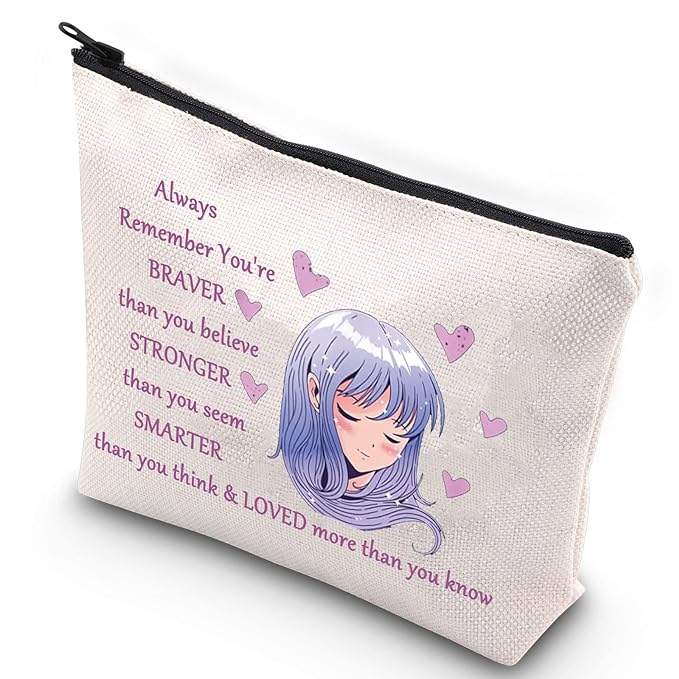 Always
Remember You're
BRAVER
than you believe
STRONGER
than you seem
SMARTER
than you think & LOVED more than you know